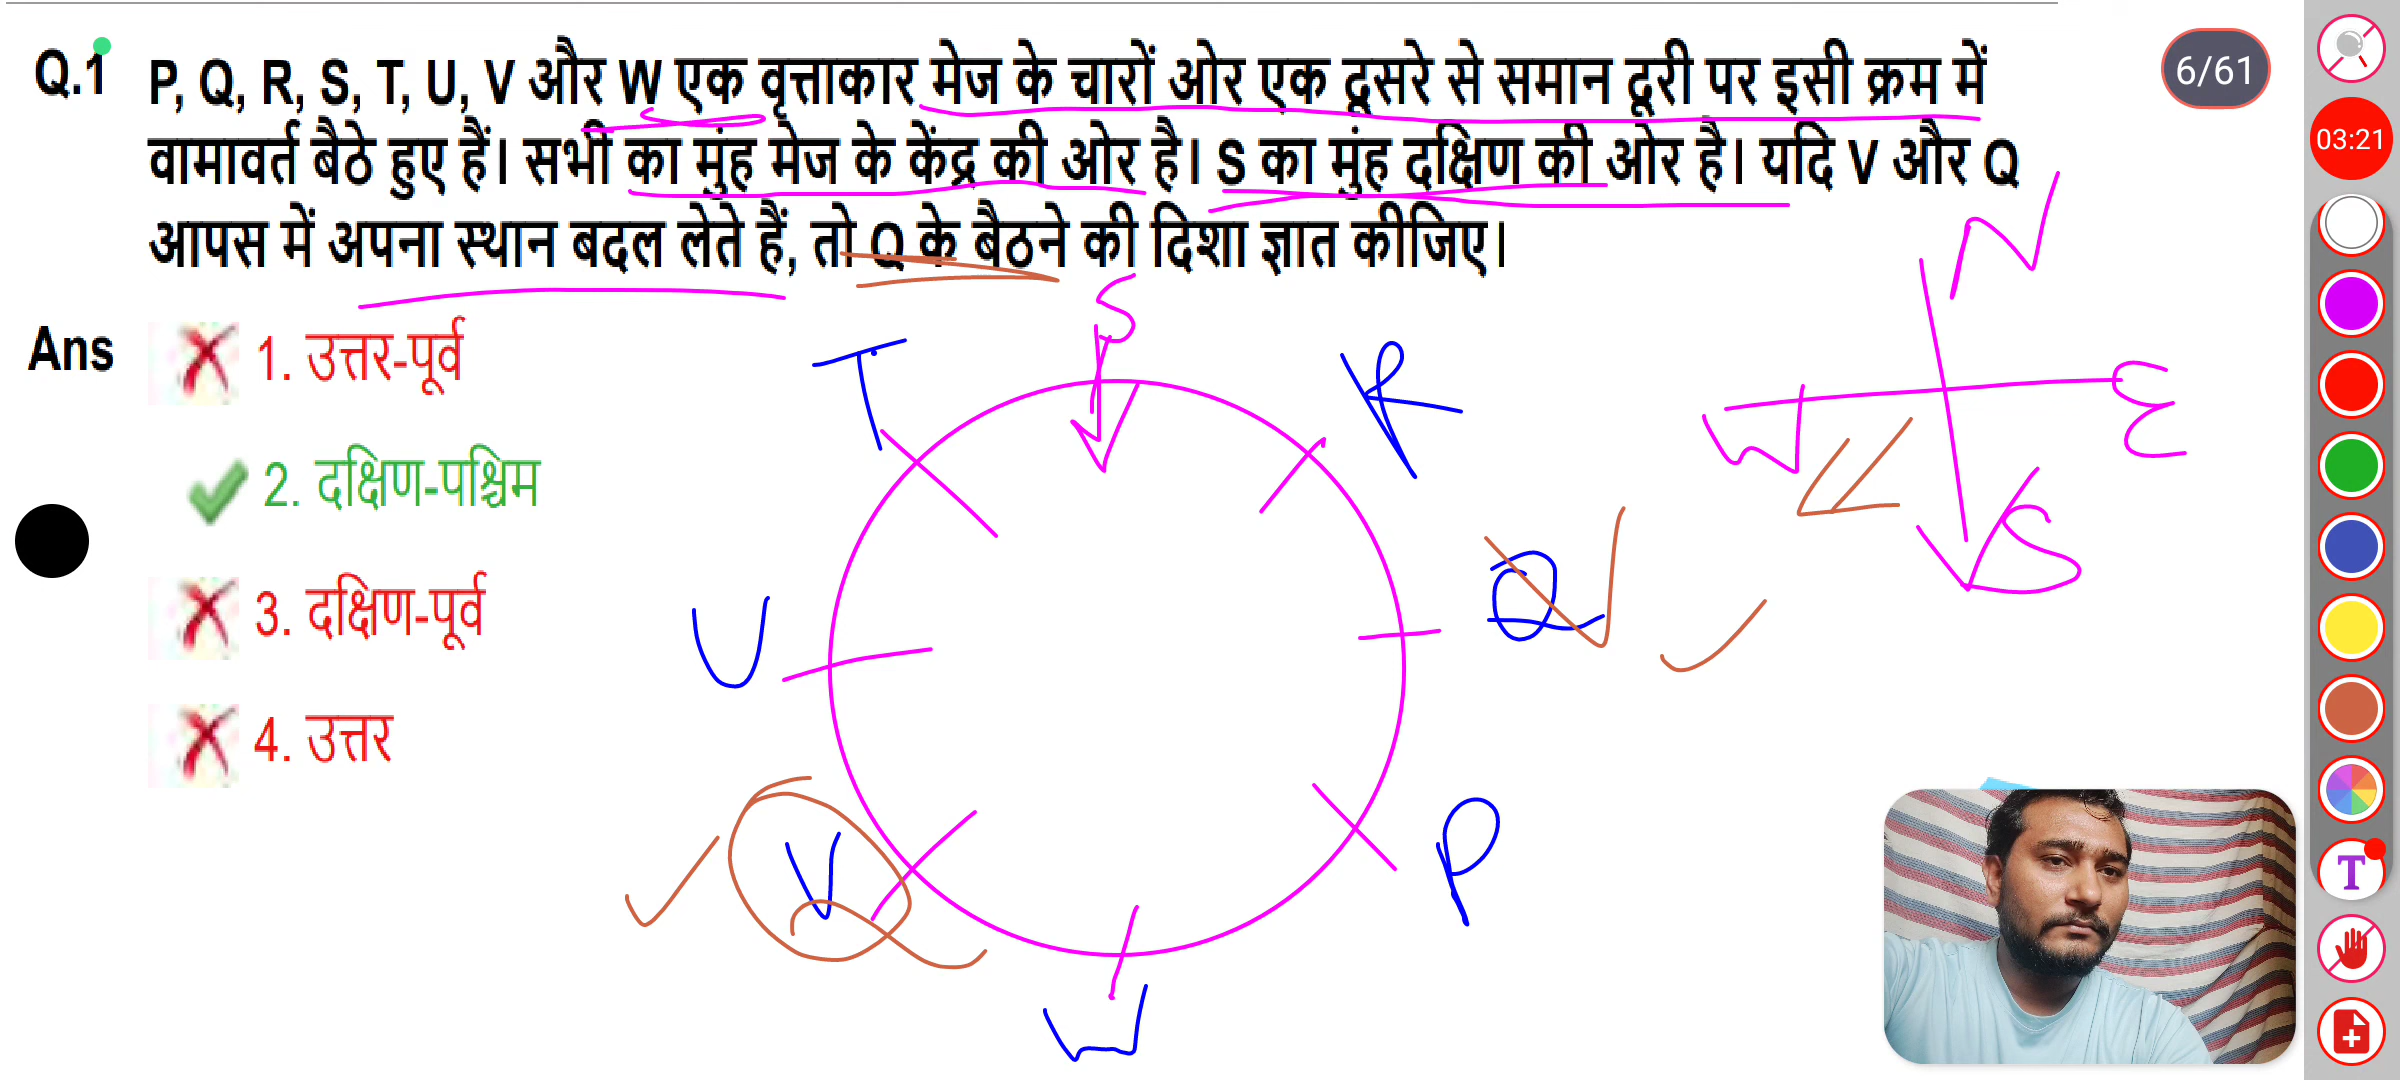 Q.1 P, Q, R, S, T, U, V और W एक वृत्ताकार मेज के चारों ओर एक दूसरे से समान दूरी पर इसी क्रम में
वामावर्त बैठे हुए हैं। सभी का मुंह मेज के केंद्र की ओर है। S का मुंह दक्षिण की ओर है। यदि V और Q
आपस में अपना स्थान बदल लेते हैं, तो Q के बैठने की दिशा ज्ञात कीजिए।
Ans 1. उत्तर-पूर्व
2. दक्षिण-पश्चिम
3. दक्षिण-पूर्व
4. उत्तर
6/61
03:21
N
W E
S
S
T R
U Q V
V P
W
T